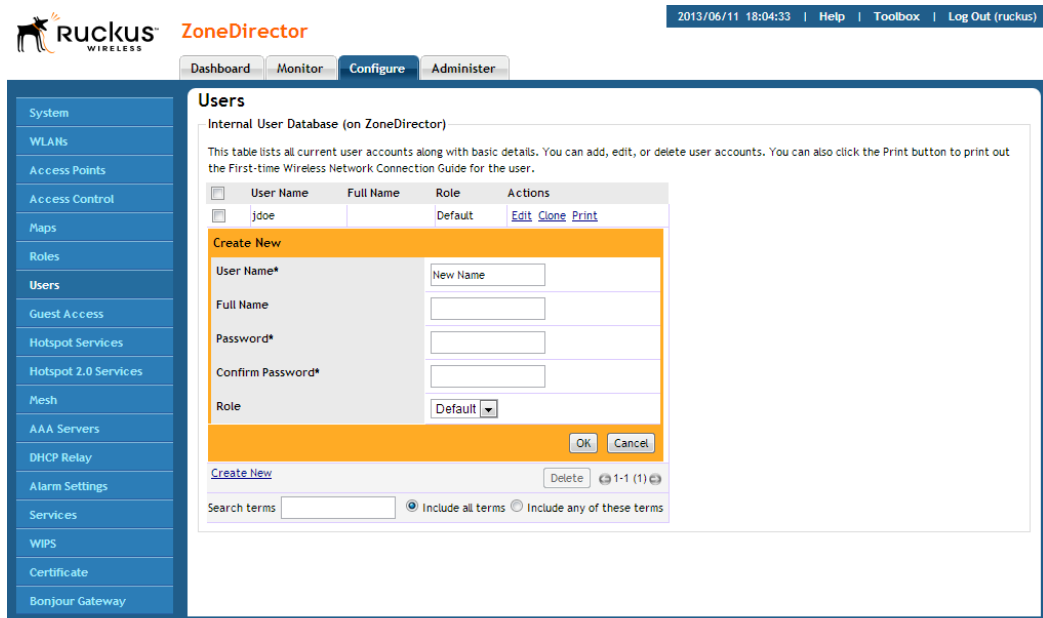 2013/06/11 18:04:33 | Help | Toolbox | Log Out (ruckus)
RUCKUS™
WIRELESS
ZoneDirector
Dashboard Monitor Configure Administer
System
WLANs
Access Points
Access Control
Maps
Roles
Users
Guest Access
Hotspot Services
Hotspot 2.0 Services
Mesh
AAA Servers
DHCP Relay
Alarm Settings
Services
WIPS
Certificate
Bonjour Gateway
Users
Internal User Database (on ZoneDirector)
This table lists all current user accounts along with basic details. You can add, edit, or delete user accounts. You can also click the Print button to print out
the First-time Wireless Network Connection Guide for the user.
User Name Full Name Role Actions
jdoe Default Edit Clone Print
Create New
User Name* New Name
Full Name
Password*
Confirm Password*
Role Default
OK Cancel
Create New Delete 1-1 (1)
Search terms Include all terms Include any of these terms